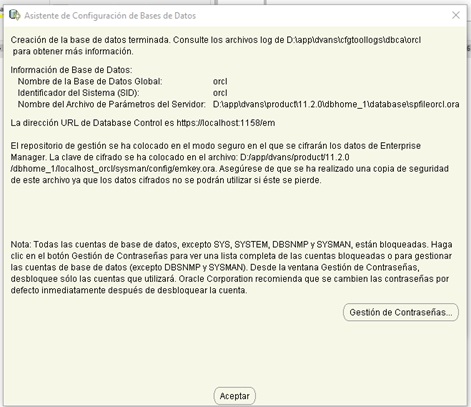 Asistente de Configuración de Bases de Datos
Creación de la base de datos terminada. Consulte los archivos log de D:\app\dvans\cfgtoollogs\dbca\orcl
para obtener más información.
Información de Base de Datos:
Nombre de la Base de Datos Global: orcl
Identificador del Sistema (SID): orcl
Nombre del Archivo de Parámetros del Servidor: D:\app\dvans\product\11.2.0\dbhome_1\database\spfileorcl.ora
La dirección URL de Database Control es https://localhost:1158/em
El repositorio de gestión se ha colocado en el modo seguro en el que se cifrarán los datos de Enterprise
Manager. La clave de cifrado se ha colocado en el archivo: D:/app/dvans/product/11.2.0
/dbhome_1/localhost_orcl/sysman/config/emkey.ora. Asegúrese de que se ha realizado una copia de seguridad
de este archivo ya que los datos cifrados no se podrán utilizar si éste se pierde.
Nota: Todas las cuentas de base de datos, excepto SYS, SYSTEM, DBSNMP y SYSMAN, están bloqueadas. Haga
clic en el botón Gestión de Contraseñas para ver una lista completa de las cuentas bloqueadas o para gestionar
las cuentas de base de datos (excepto DBSNMP y SYSMAN). Desde la ventana Gestión de Contraseñas,
desbloquee sólo las cuentas que utilizará. Oracle Corporation recomienda que se cambien las contraseñas por
defecto inmediatamente después de desbloquear la cuenta.
Gestión de Contraseñas...
Aceptar